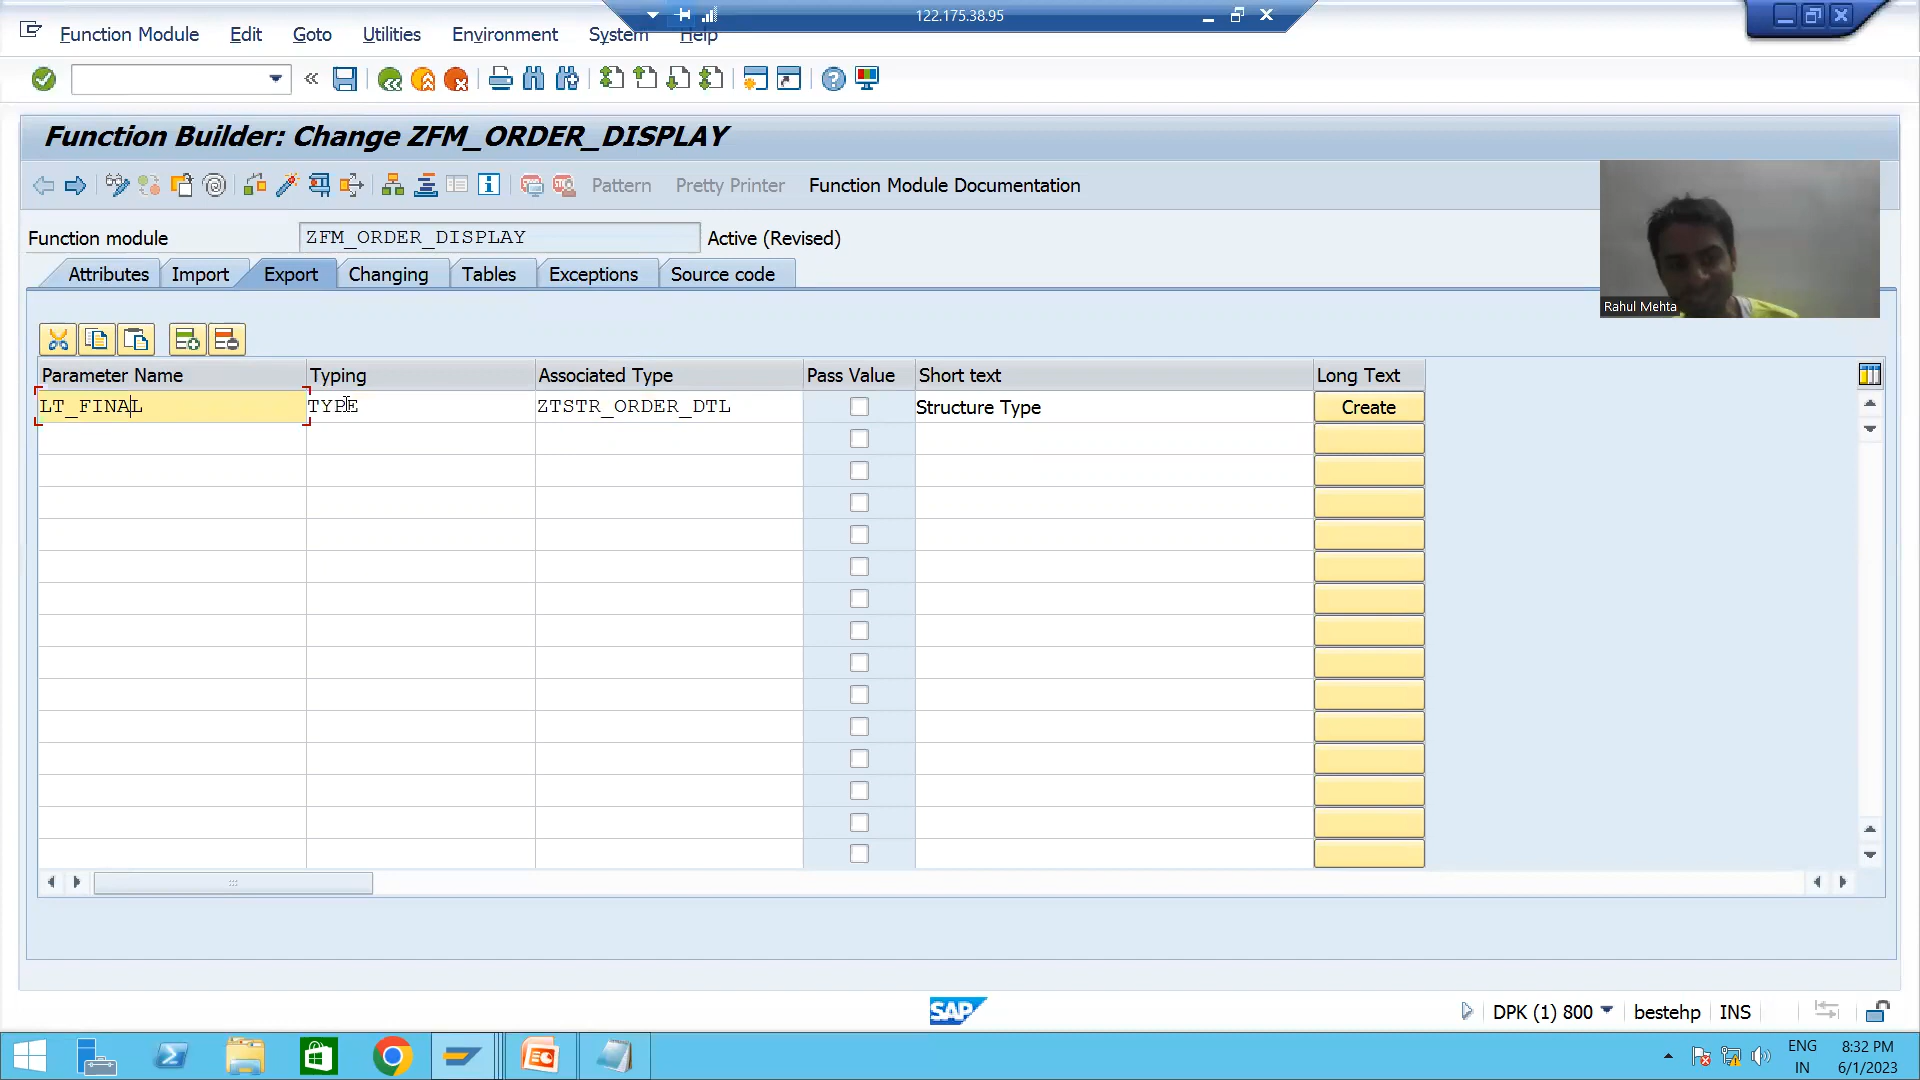 122.175.38.95
Function Module Edit Goto Utilities Environment System Help
Function Builder: Change ZFM_ORDER_DISPLAY
Pattern Pretty Printer Function Module Documentation
Function module ZFM_ORDER_DISPLAY Active (Revised)
Attributes Import Export Changing Tables Exceptions Source code
Rahul Mehta
Parameter Name Typing Associated Type Pass Value Short text Long Text
LT_FINAL TYPE ZTSTR_ORDER_DTL Structure Type Create
SAP DPK (1) 800 bestehp INS
ENG 8:32 PM
IN 6/1/2023